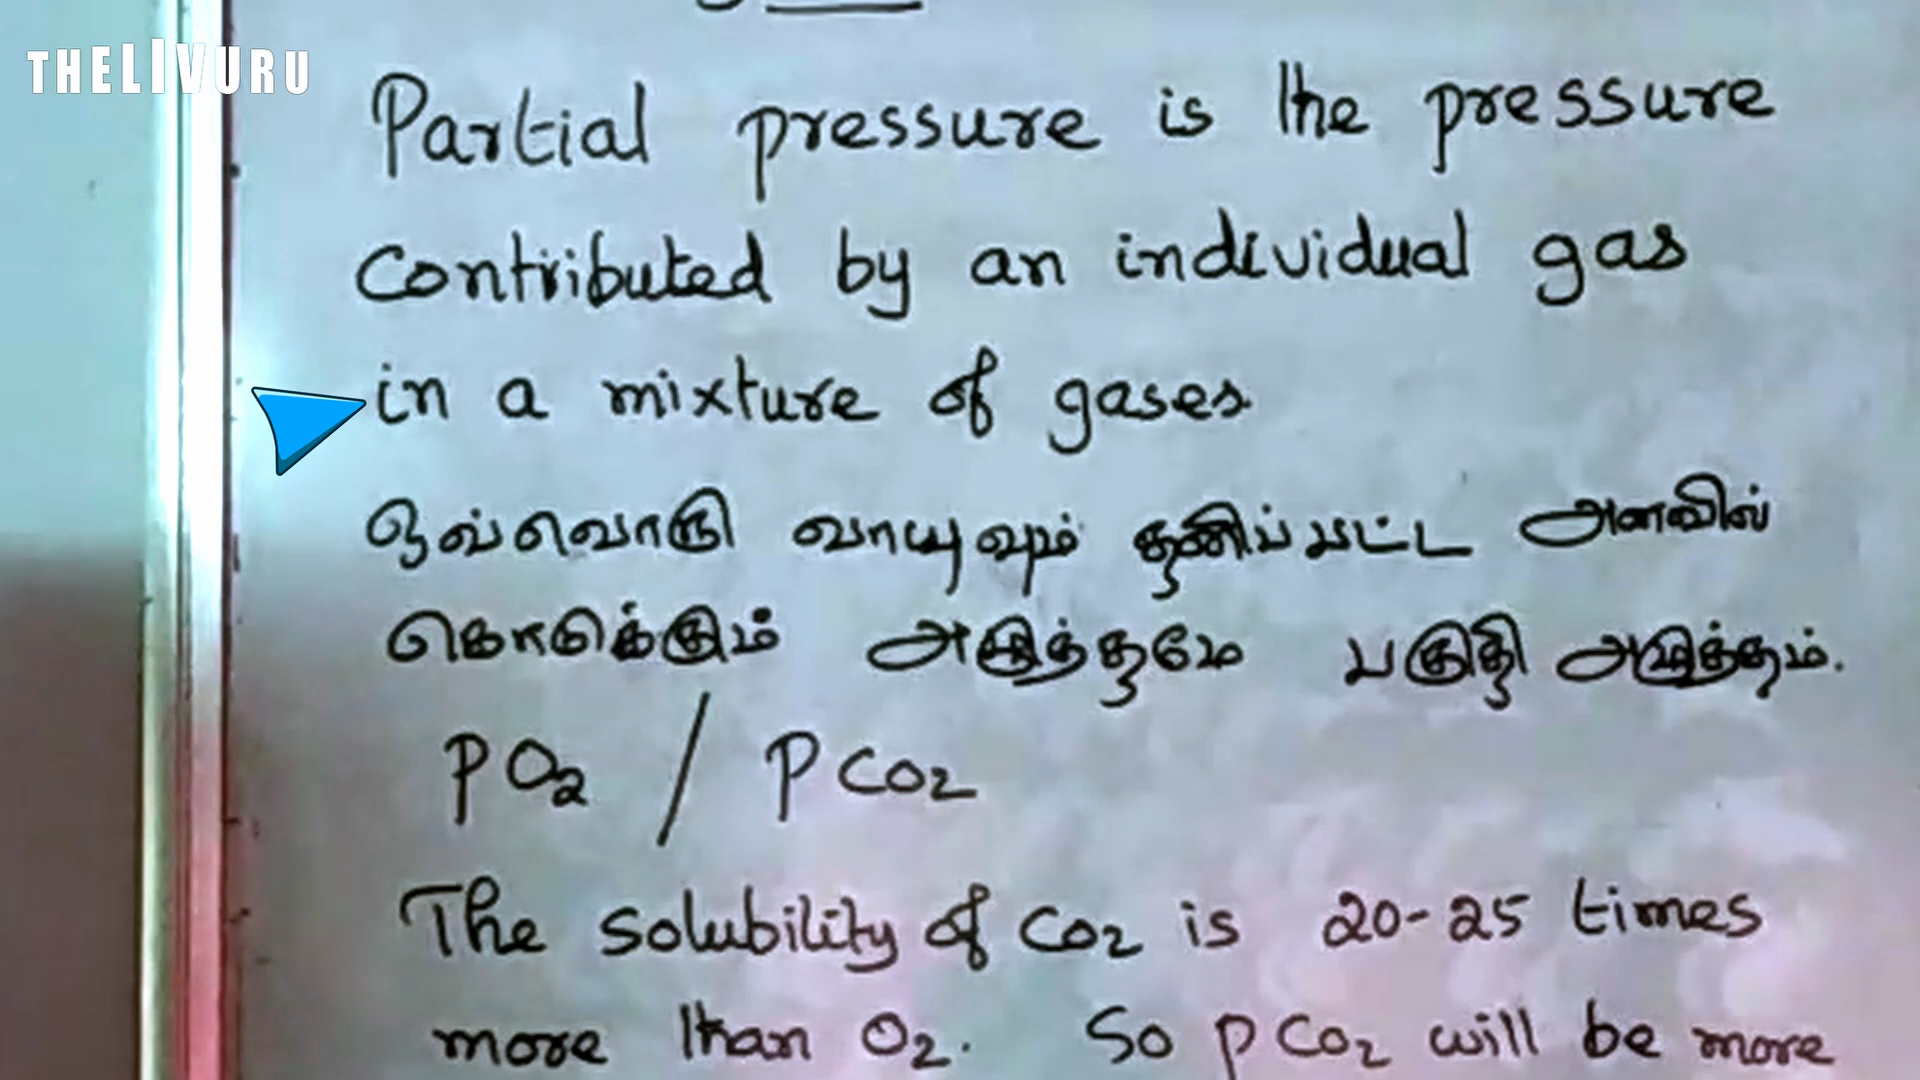 THELIVURU
Partial pressure is the pressure
contributed by an individual gas
in a mixture of gases
ஒவ்வொரு வாயுவும் தனிப்பட்ட அளவில்
கொடுக்கும் அழுத்தமே பகுதி அழுத்தம்.
PO₂ / PCO₂
The solubility of CO₂ is 20-25 times
more than O₂. So PCO₂ will be more